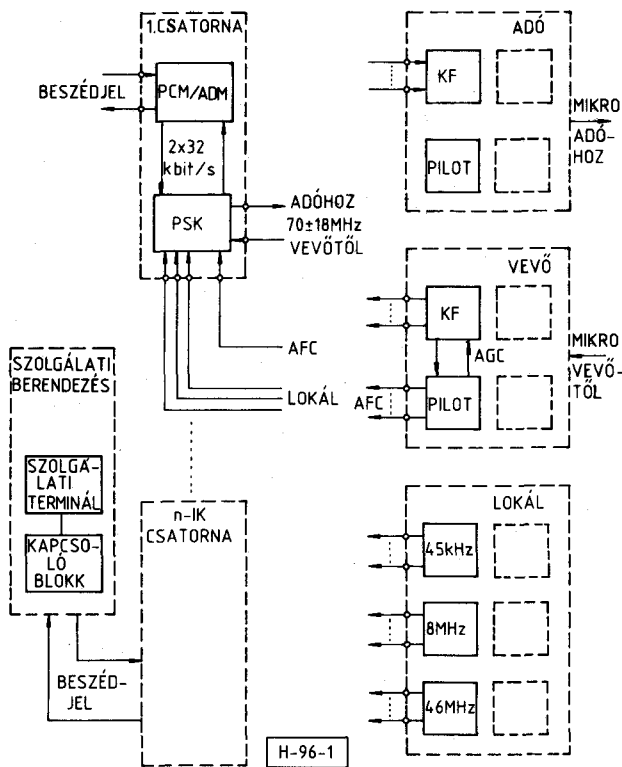 1.CSATORNA
BESZÉDJEL
PCM/ADM
2x32
kbit/s
PSK
ADÓHOZ
70±18MHz
VEVŐTŐL
AFC
LOKÁL
SZOLGÁLATI
BERENDEZÉS
SZOLGÁ-
LATI
TERMINÁL
KAPCSO-
LÓ
BLOKK
BESZÉD-
JEL
n-IK
CSATORNA
ADÓ
KF
PILOT
MIKRO
ADÓ-
HOZ
VEVŐ
KF
AGC
AFC
PILOT
MIKRO
VEVŐ-
TŐL
LOKÁL
45kHz
8MHz
46MHz
H-96-1